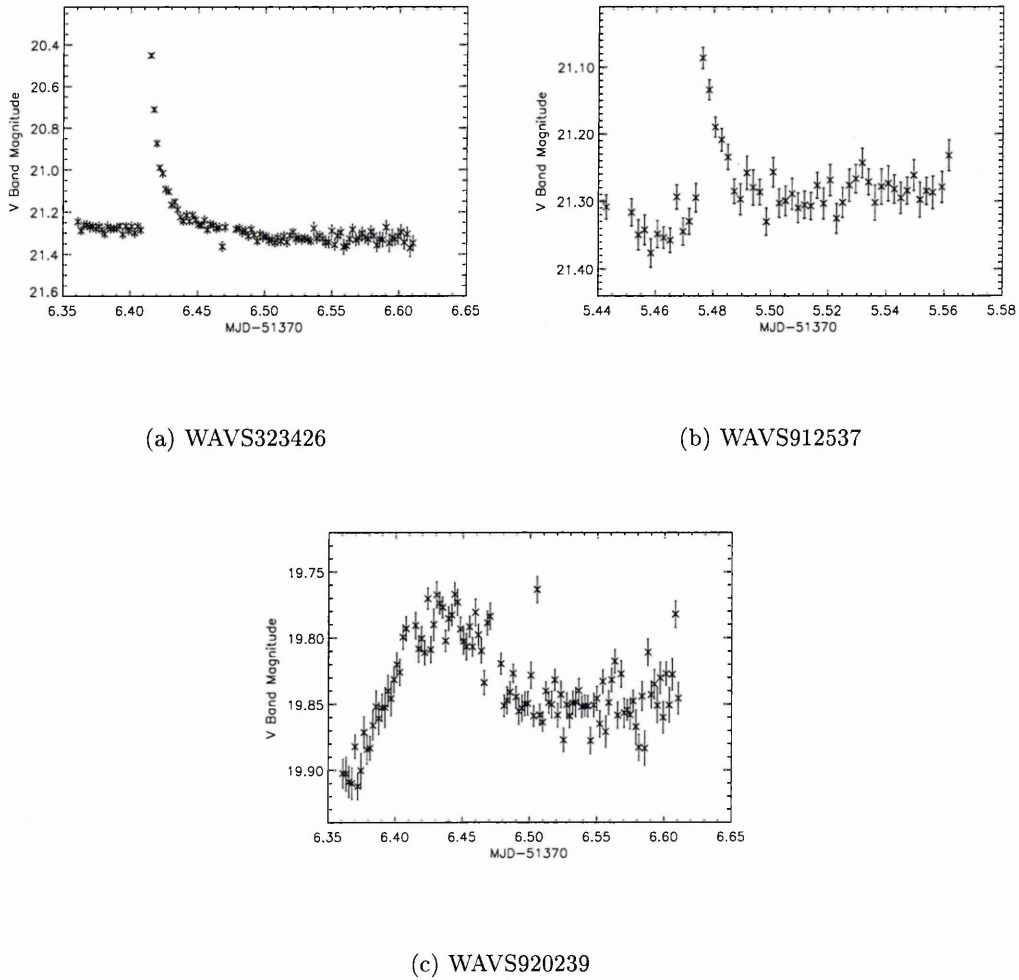 V Band Magnitude
20.4
20.6
20.8
21.0
21.2
21.4
21.6
6.35 6.40 6.45 6.50 6.55 6.60 6.65
MJD-51370
(a) WAVS323426
V Band Magnitude
21.10
21.20
21.30
21.40
5.44 5.46 5.48 5.50 5.52 5.54 5.56 5.58
MJD-51370
(b) WAVS912537
V Band Magnitude
19.75
19.80
19.85
19.90
6.35 6.40 6.45 6.50 6.55 6.60 6.65
MJD-51370
(c) WAVS920239